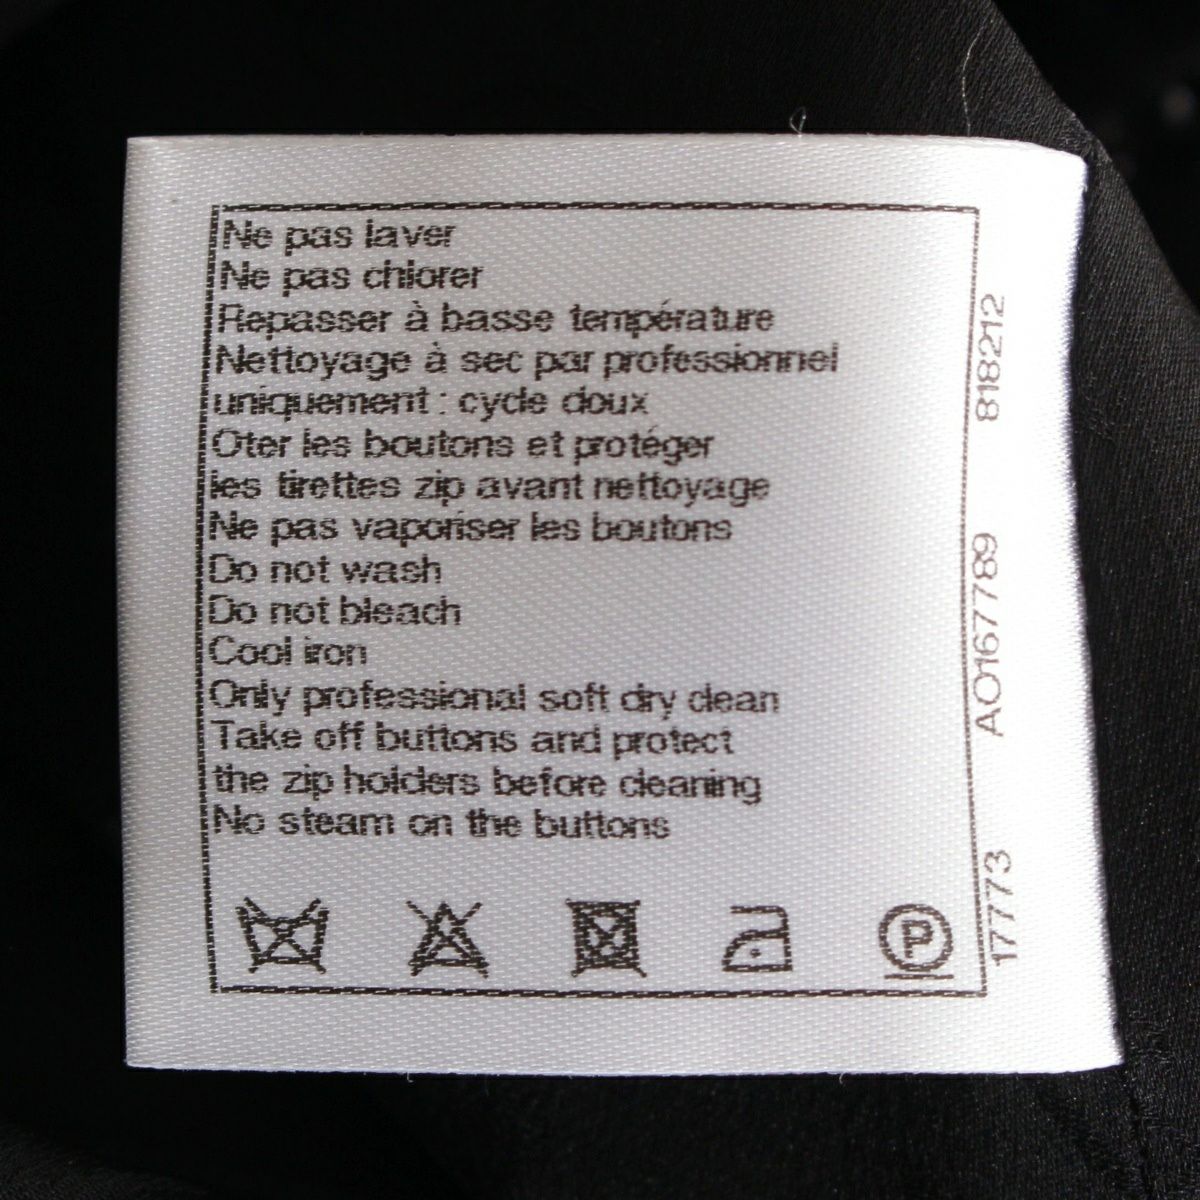 Ne pas laver
Ne pas chlorer
Repasser à basse température
Nettoyage à sec par professionnel
uniquement : cycle doux
Oter les boutons et protéger
les tirettes zip avant nettoyage
Ne pas vaporiser les boutons
Do not wash
Do not bleach
Cool iron
Only professional soft dry clean
Take off buttons and protect
the zip holders before cleaning
No steam on the buttons
P
17773 AO167789 818212